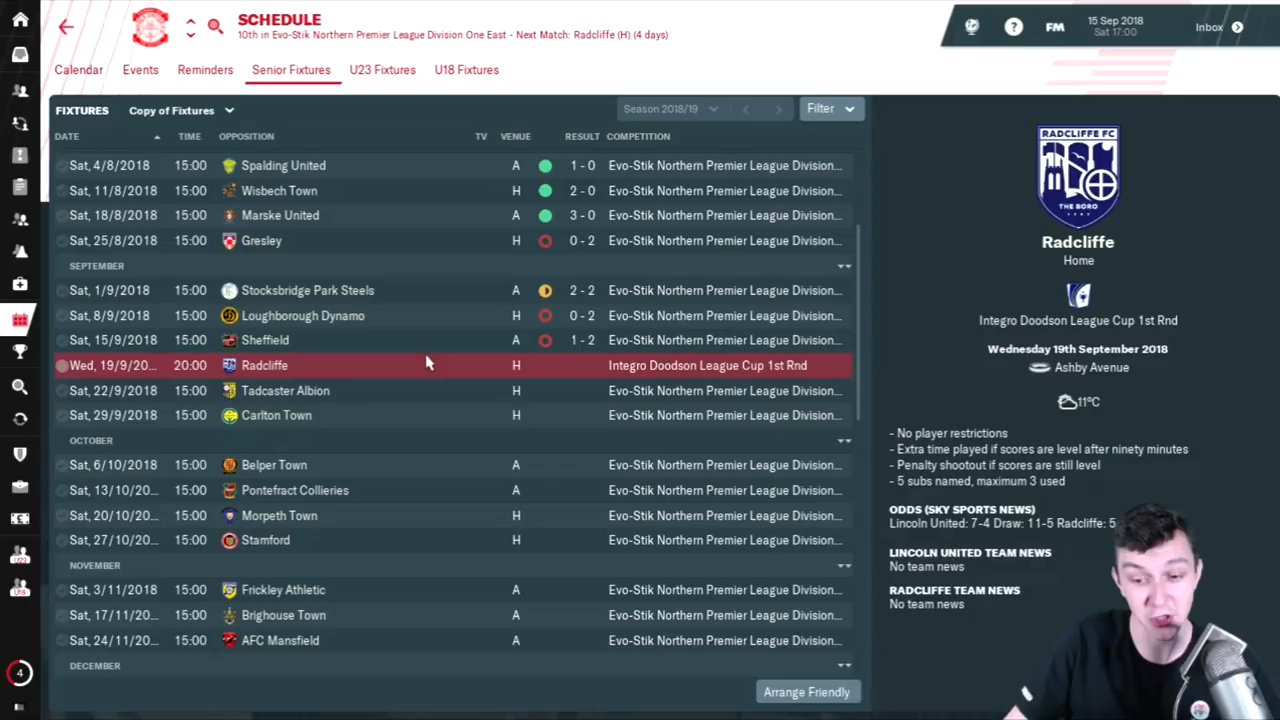 SCHEDULE
10th in Evo-Stik Northern Premier League Division One East - Next Match: Radcliffe (H) (4 days)
FM
15 Sep 2018
Sat 17:00
Inbox
Calendar Events Reminders Senior Fixtures U23 Fixtures U18 Fixtures
FIXTURES Copy of Fixtures Season 2018/19 Filter
DATE TIME OPPOSITION TV VENUE RESULT COMPETITION
Sat, 4/8/2018 15:00 Spalding United A 1 - 0 Evo-Stik Northern Premier League Division...
Sat, 11/8/2018 15:00 Wisbech Town H 2 - 0 Evo-Stik Northern Premier League Division...
Sat, 18/8/2018 15:00 Marske United A 3 - 0 Evo-Stik Northern Premier League Division...
Sat, 25/8/2018 15:00 Gresley H 0 - 2 Evo-Stik Northern Premier League Division...
SEPTEMBER
Sat, 1/9/2018 15:00 Stocksbridge Park Steels A 2 - 2 Evo-Stik Northern Premier League Division...
Sat, 8/9/2018 15:00 Loughborough Dynamo H 0 - 2 Evo-Stik Northern Premier League Division...
Sat, 15/9/2018 15:00 Sheffield A 1 - 2 Evo-Stik Northern Premier League Division...
Wed, 19/9/20... 20:00 Radcliffe H Integro Doodson League Cup 1st Rnd
Sat, 22/9/2018 15:00 Tadcaster Albion H Evo-Stik Northern Premier League Division...
Sat, 29/9/2018 15:00 Carlton Town H Evo-Stik Northern Premier League Division...
OCTOBER
Sat, 6/10/2018 15:00 Belper Town A Evo-Stik Northern Premier League Division...
Sat, 13/10/20... 15:00 Pontefract Collieries A Evo-Stik Northern Premier League Division...
Sat, 20/10/20... 15:00 Morpeth Town H Evo-Stik Northern Premier League Division...
Sat, 27/10/20... 15:00 Stamford H Evo-Stik Northern Premier League Division...
NOVEMBER
Sat, 3/11/2018 15:00 Frickley Athletic A Evo-Stik Northern Premier League Division...
Sat, 17/11/20... 15:00 Brighouse Town A Evo-Stik Northern Premier League Division...
Sat, 24/11/20... 15:00 AFC Mansfield A Evo-Stik Northern Premier League Division...
DECEMBER
Arrange Friendly
RADCLIFFE FC
THE BORO
Radcliffe
Home
Integro Doodson League Cup 1st Rnd
Wednesday 19th September 2018
Ashby Avenue
11°C
- No player restrictions
- Extra time played if scores are level after ninety minutes
- Penalty shootout if scores are still level
- 5 subs named, maximum 3 used
ODDS (SKY SPORTS NEWS)
Lincoln United: 7-4 Draw: 11-5 Radcliffe: 5
LINCOLN UNITED TEAM NEWS
No team news
RADCLIFFE TEAM NEWS
No team news
U23
U18
4